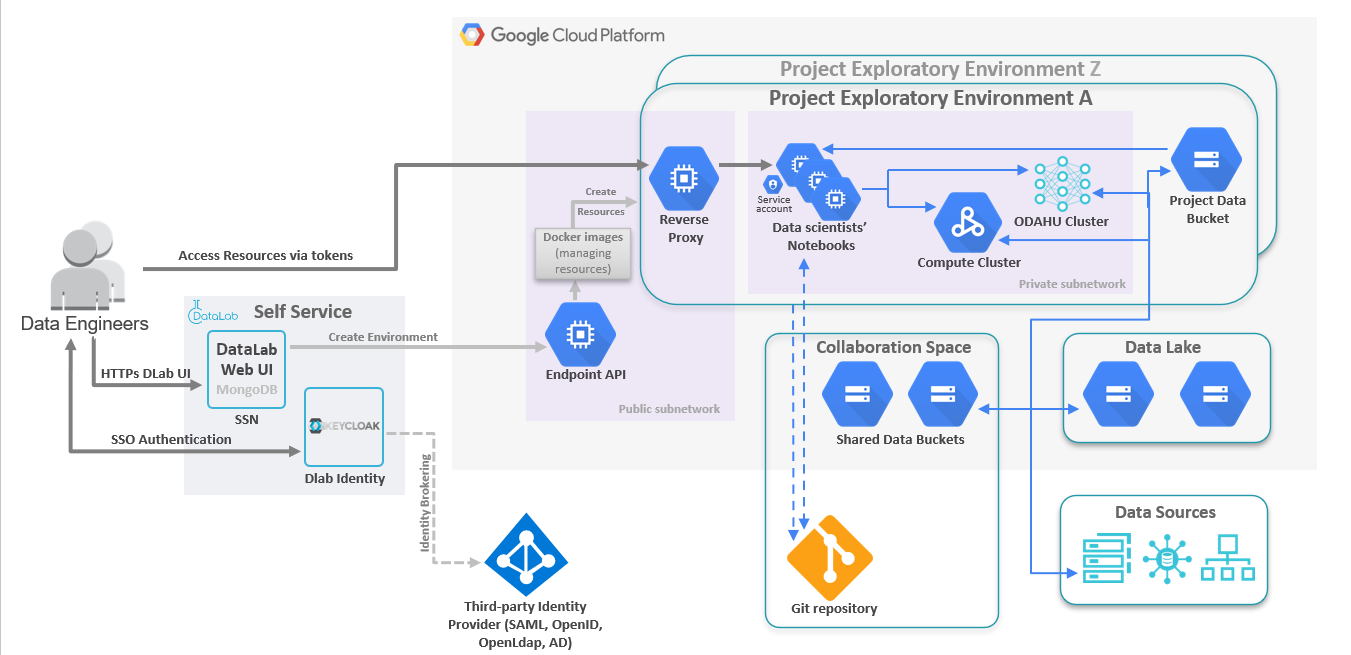 Google Cloud Platform
Project Exploratory Environment Z
Project Exploratory Environment A
Reverse
Proxy
Service
account
Data scientists’
Notebooks
ODAHU Cluster
Compute Cluster
Private subnetwork
Project Data
Bucket
Create
Resources
Docker images
(managing
resources)
Endpoint API
Public subnetwork
Access Resources via tokens
Data Engineers
DataLab
Self Service
Create Environment
DataLab
Web UI
MongoDB
SSN
HTTPs DLab UI
SSO Authentication
KEYCLOAK
Dlab Identity
Identity Brokering
Third-party Identity
Provider (SAML, OpenID,
OpenLdap, AD)
Collaboration Space
Shared Data Buckets
Git repository
Data Lake
Data Sources